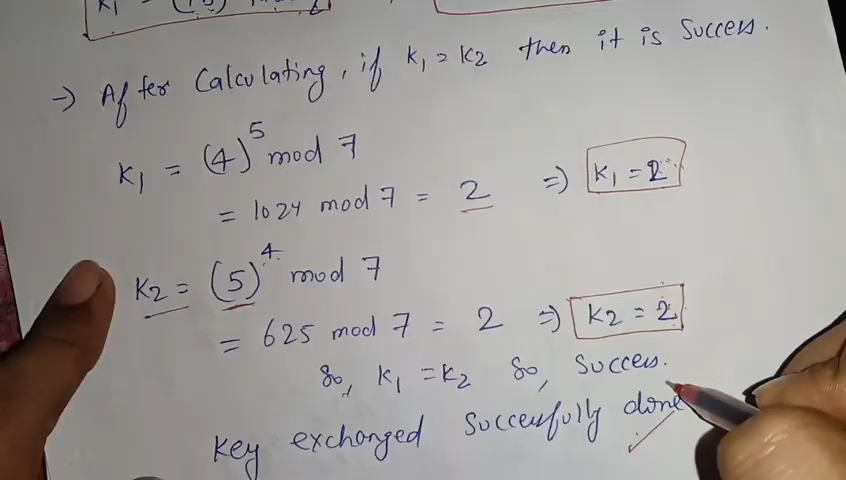 K1
→ After Calculating, if K1 = K2 then it is Success.
K1 = (4)^5 mod 7
= 1024 mod 7 = 2 ⇒ K1 = 2
K2 = (5)^4 mod 7
= 625 mod 7 = 2 ⇒ K2 = 2
So, K1 = K2 So, Success.
Key exchanged Successfully done